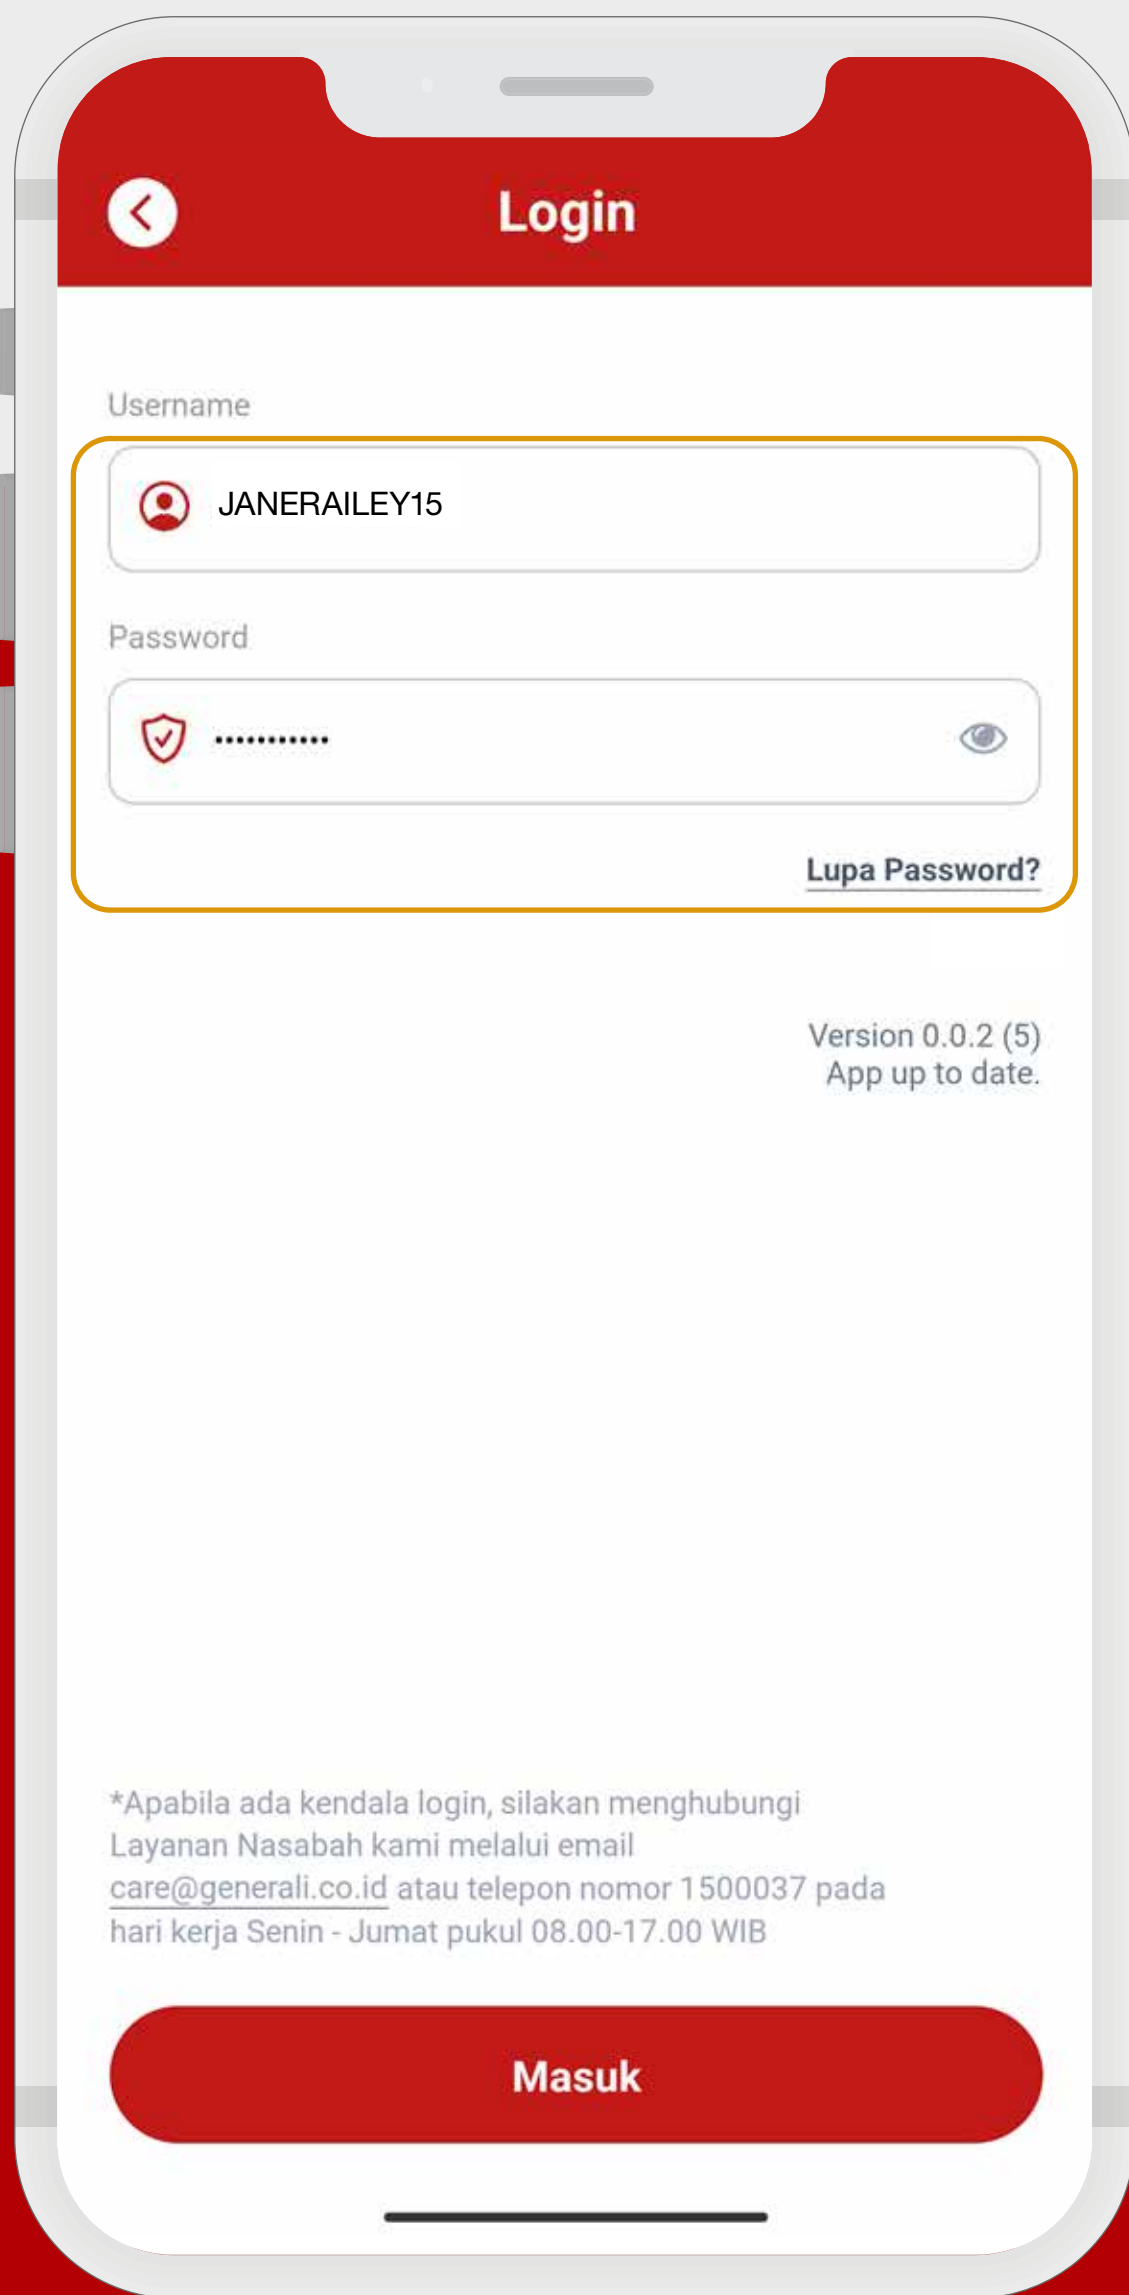 Login
Username
JANERAILEY15
Password
...........
Lupa Password?
Version 0.0.2 (5)
App up to date.
*Apabila ada kendala login, silakan menghubungi
Layanan Nasabah kami melalui email
care@generali.co.id atau telepon nomor 1500037 pada
hari kerja Senin - Jumat pukul 08.00-17.00 WIB
Masuk